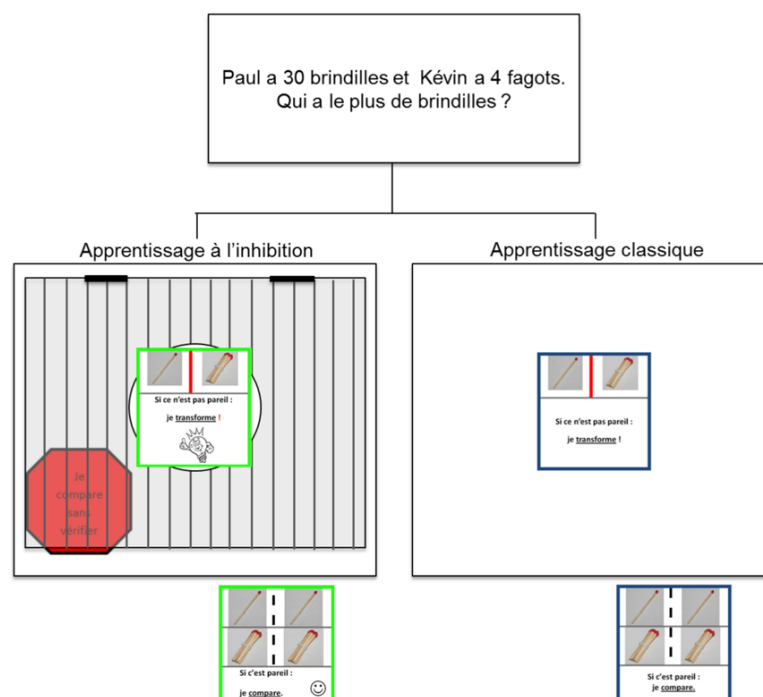 Paul a 30 brindilles et Kévin a 4 fagots.
Qui a le plus de brindilles ?
Apprentissage à l'inhibition
Apprentissage classique
Si ce n'est pas pareil :
je transforme !
Je
compare
sans
vérifier
Si ce n'est pas pareil :
je transforme !
Si c'est pareil :
je compare.
Si c'est pareil :
je compare.